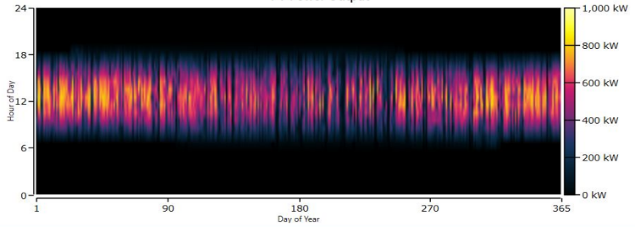 24
18
12
6
0
Hour of Day
1
90
180
270
365
Day of Year
1,000 kW
800 kW
600 kW
400 kW
200 kW
0 kW